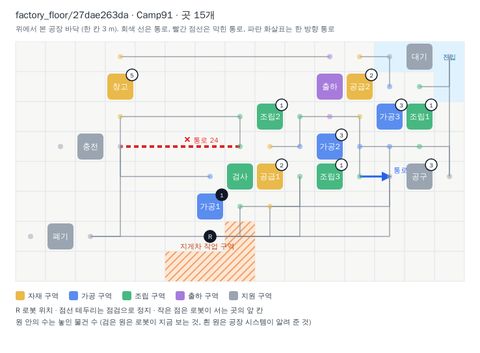 factory_floor/27dae263da · Camp91 · 곳 15개
위에서 본 공장 바닥 (한 칸 3 m). 회색 선은 통로, 빨간 점선은 막힌 통로, 파란 화살표는 한 방향 통로
대기
진입
창고 5
출하
공급2 2
조립2 1
가공3 3
조립1 1
✕ 통로 24
충전
가공2 3
통로
검사
공급1 2
조립3 1
공구 3
가공1 1
폐기
R
지게차 작업 구역
자재 구역
가공 구역
조립 구역
출하 구역
지원 구역
R 로봇 위치 · 점선 테두리는 점검으로 정지 · 작은 점은 로봇이 서는 곳의 앞 칸
원 안의 수는 놓인 물건 수 (검은 원은 로봇이 지금 보는 것, 흰 원은 공장 시스템이 알려 준 것)